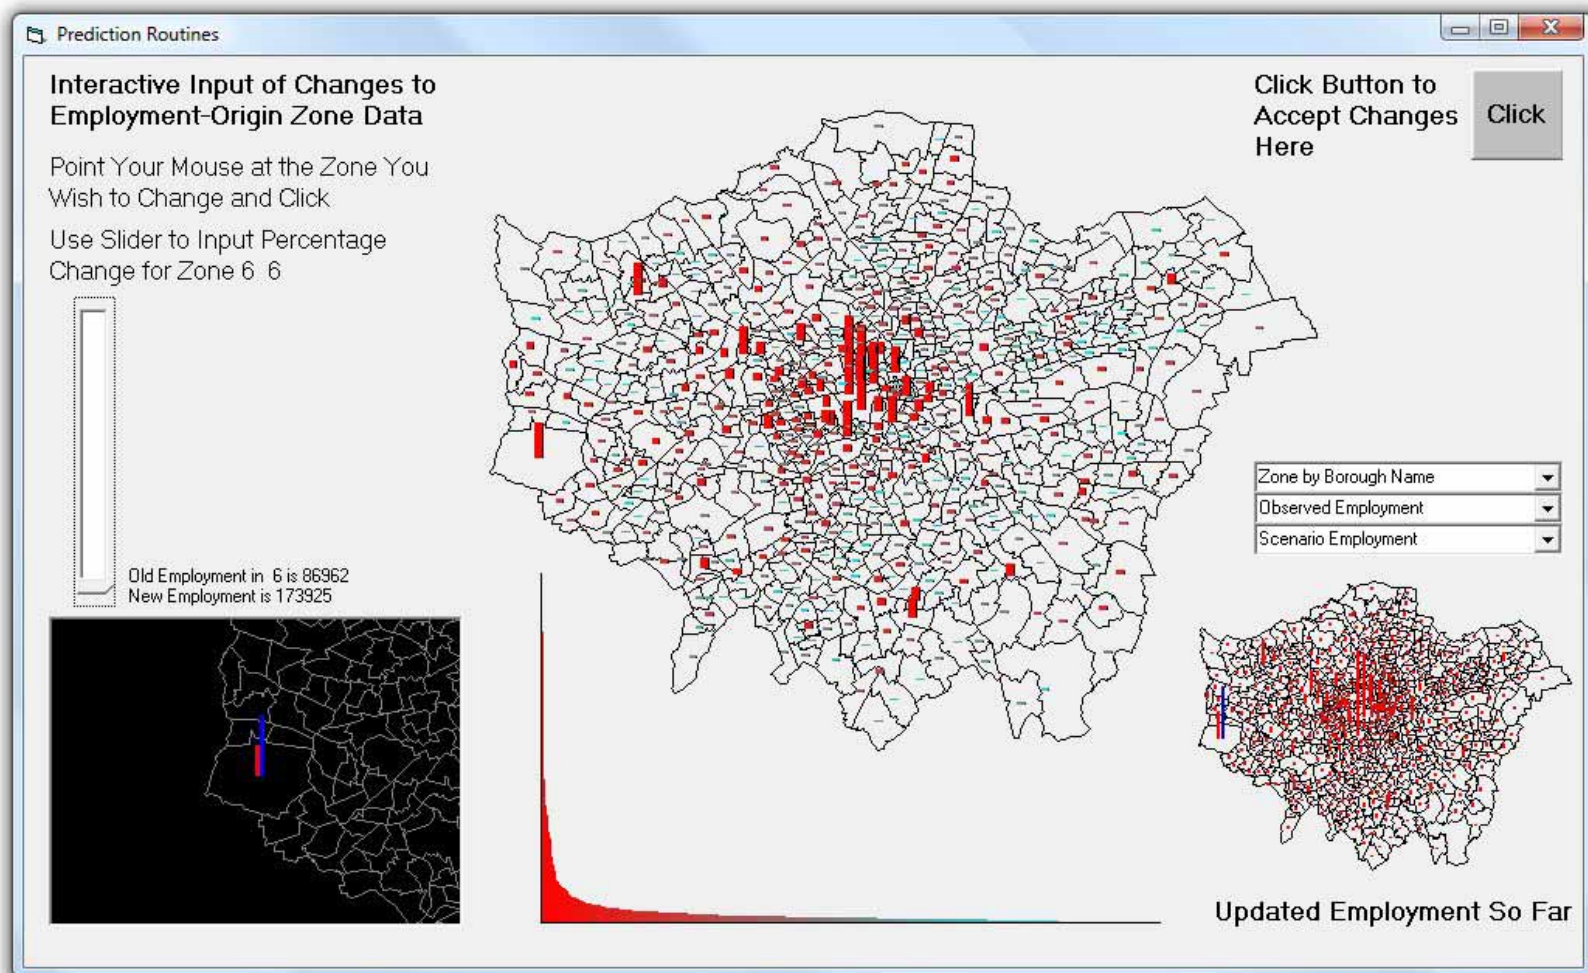 Prediction Routines
Interactive Input of Changes to
Employment-Origin Zone Data
Point Your Mouse at the Zone You
Wish to Change and Click
Use Slider to Input Percentage
Change for Zone 6 6
Old Employment in 6 is 86962
New Employment is 173925
Click Button to
Accept Changes
Here
Click
Zone by Borough Name
Observed Employment
Scenario Employment
Updated Employment So Far